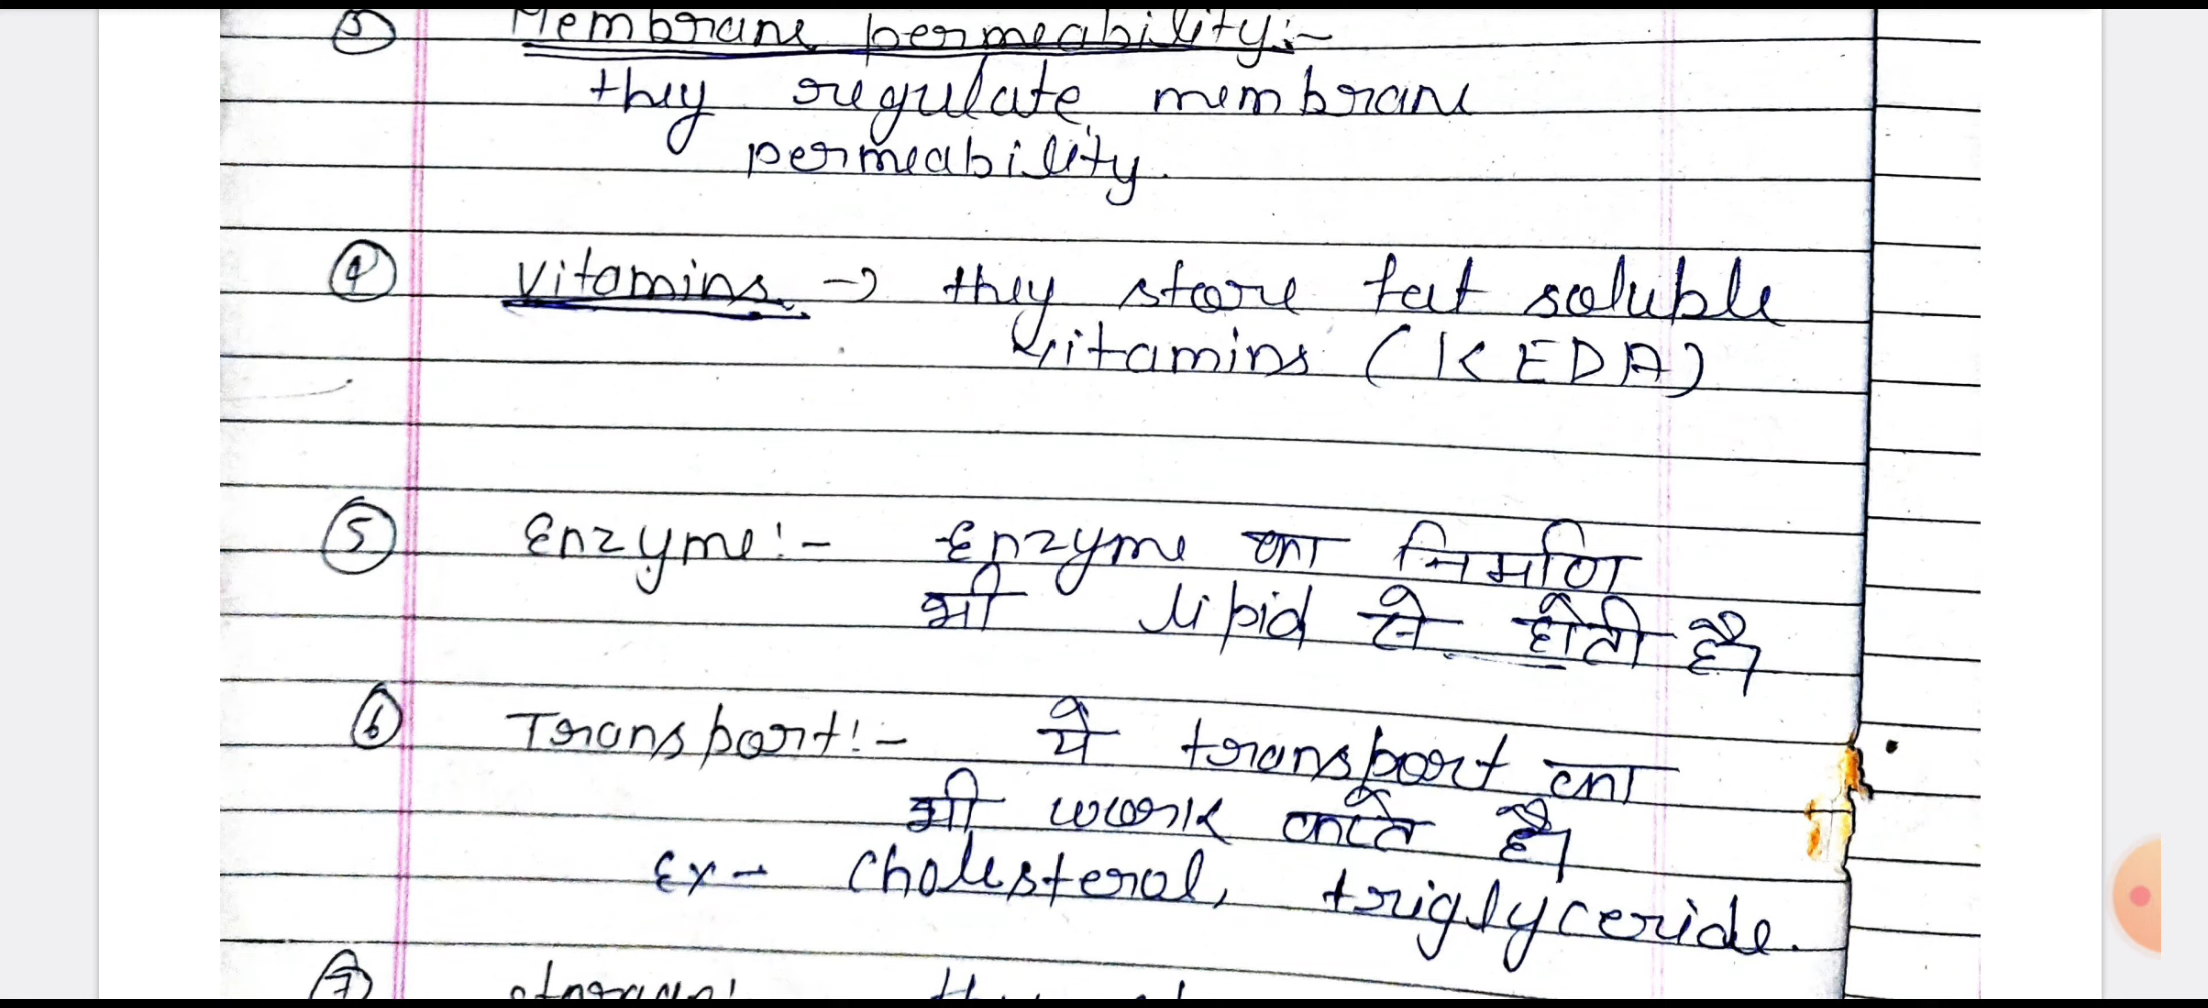 ③ Membrane permeability:-
they regulate membrane
permeability.
④ Vitamins → they store fat soluble
vitamins (KEDA)
⑤ Enzyme:- Enzyme का निर्माण
भी lipid से होती है।
⑥ Transport:- ये transport का
भी work करते है।
Ex- Cholesterol, triglyceride.
⑦